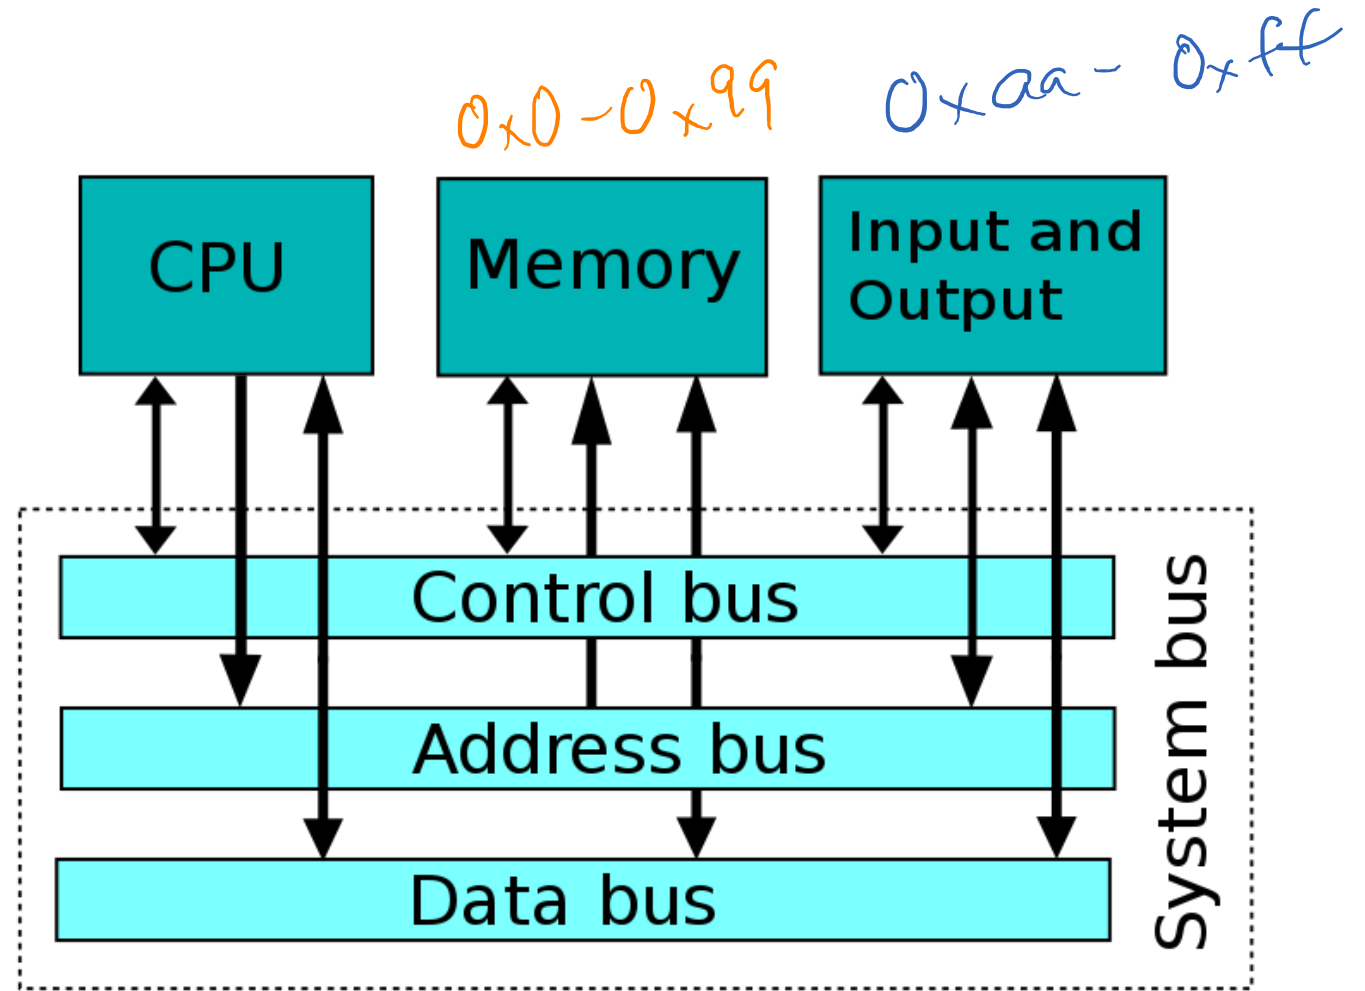 0x0-0x99
0xaa- 0xff
CPU
Memory
Input and
Output
Control bus
Address bus
Data bus
System bus